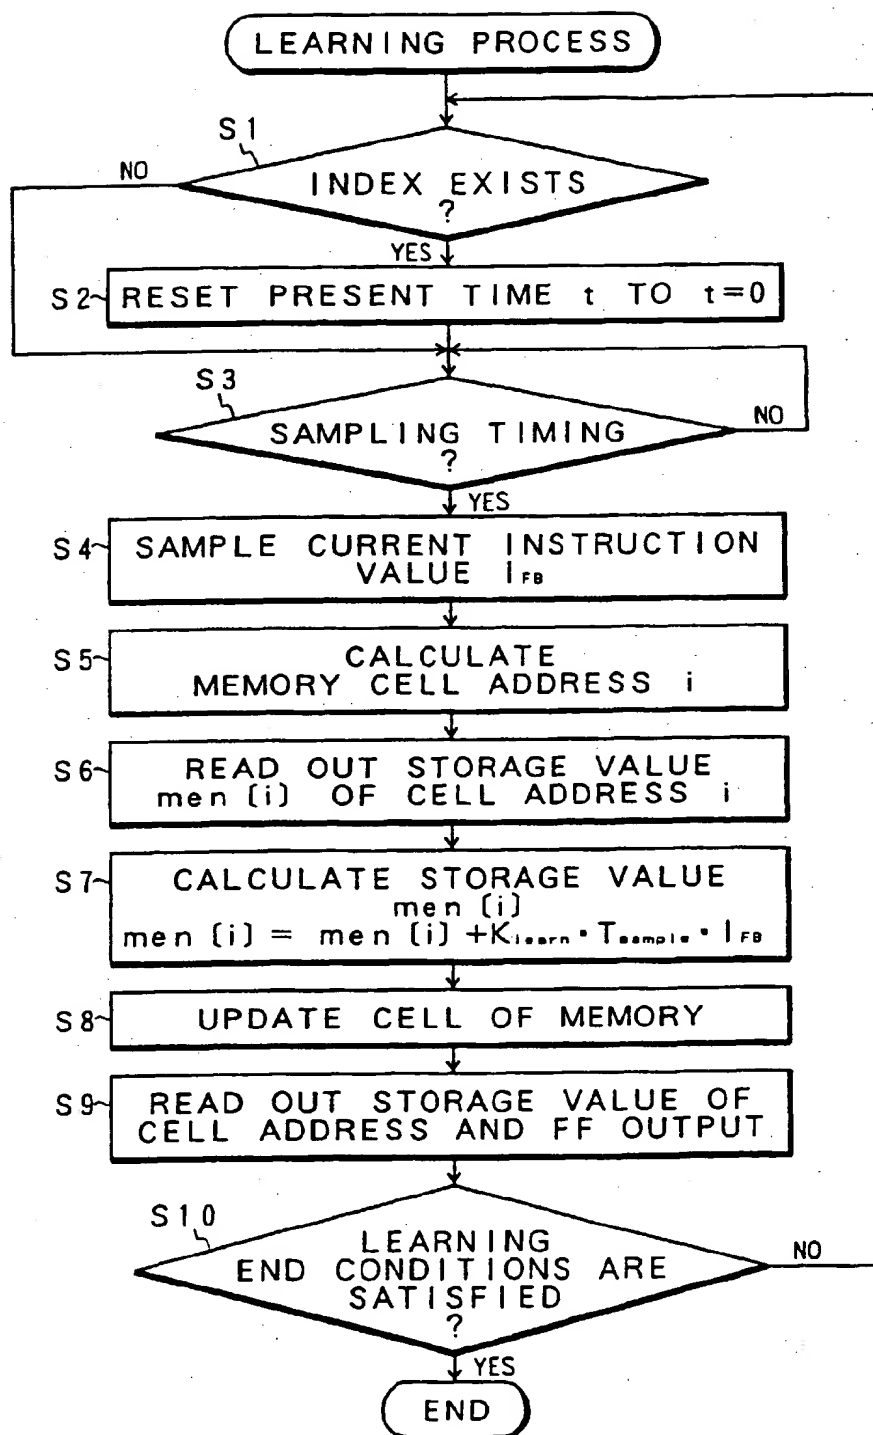 LEARNING PROCESS
S1
NO
INDEX EXISTS
?
YES
S2
RESET PRESENT TIME t TO t=0
S3
NO
SAMPLING TIMING
?
YES
S4
SAMPLE CURRENT INSTRUCTION
VALUE IFB
S5
CALCULATE
MEMORY CELL ADDRESS i
S6
READ OUT STORAGE VALUE
men (i) OF CELL ADDRESS i
S7
CALCULATE STORAGE VALUE
men (i)
men (i) = men (i) +Klearn・Tsample・IFB
S8
UPDATE CELL OF MEMORY
S9
READ OUT STORAGE VALUE OF
CELL ADDRESS AND FF OUTPUT
S10
LEARNING
NO
END CONDITIONS ARE
SATISFIED
?
YES
END